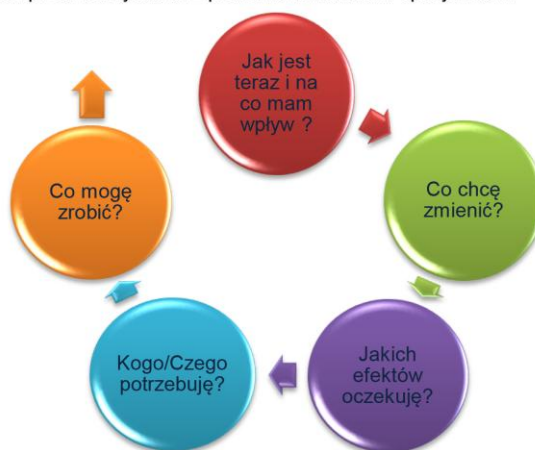 Jak jest
teraz i na
co mam
wpływ ?
Co chcę
zmienić?
Jakich
efektów
oczekuję?
Kogo/Czego
potrzebuję?
Co mogę
zrobić?